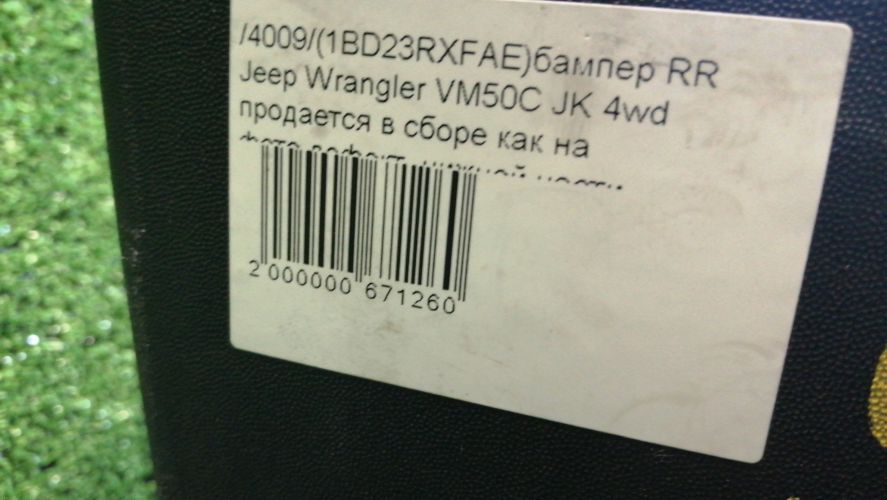 /4009/(1BD23RXFAE)бампер RR
Jeep Wrangler VM50C JK 4wd
продается в сборе как на
2 000000 671260